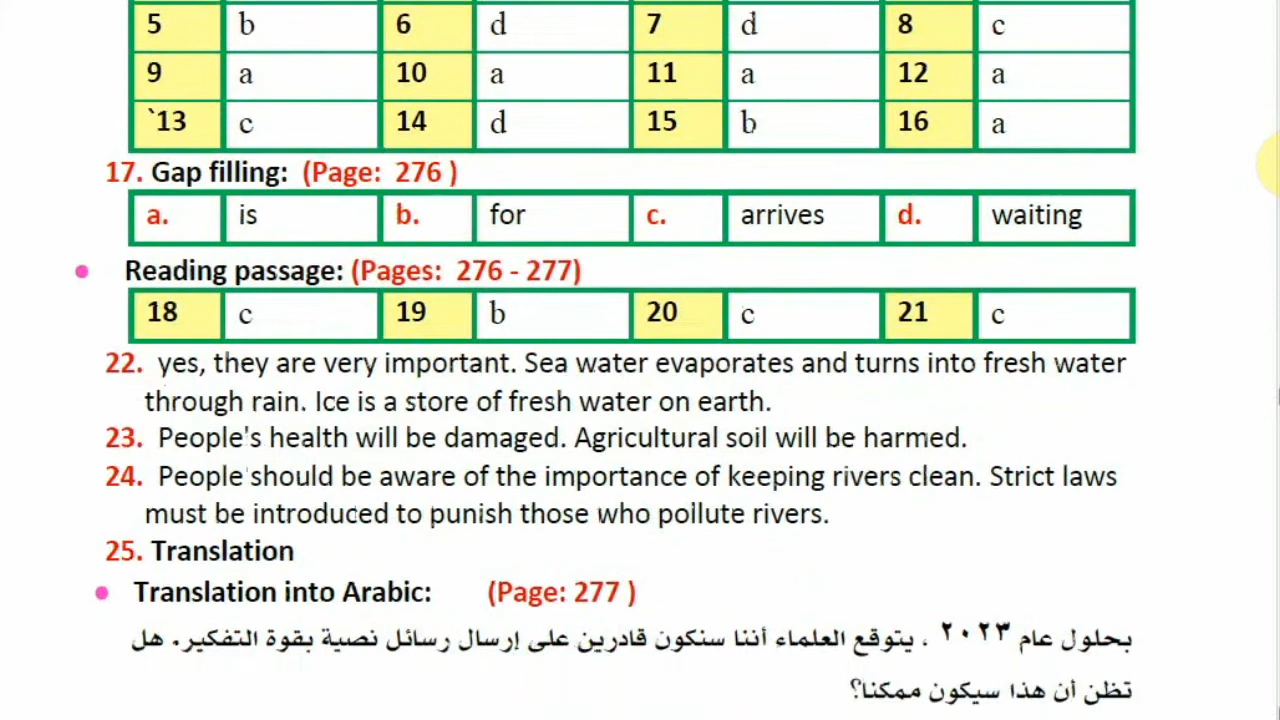 5 b 6 d 7 d 8 c
9 a 10 a 11 a 12 a
`13 c 14 d 15 b 16 a
17. Gap filling: (Page: 276 )
a. is b. for c. arrives d. waiting
Reading passage: (Pages: 276 - 277)
18 c 19 b 20 c 21 c
22. yes, they are very important. Sea water evaporates and turns into fresh water
through rain. Ice is a store of fresh water on earth.
23. People's health will be damaged. Agricultural soil will be harmed.
24. People should be aware of the importance of keeping rivers clean. Strict laws
must be introduced to punish those who pollute rivers.
25. Translation
Translation into Arabic: (Page: 277 )
بحلول عام ٢٠٢٣ ، يتوقع العلماء أننا سنكون قادرين على إرسال رسائل نصية بقوة التفكير. هل
تظن أن هذا سيكون ممكنا؟